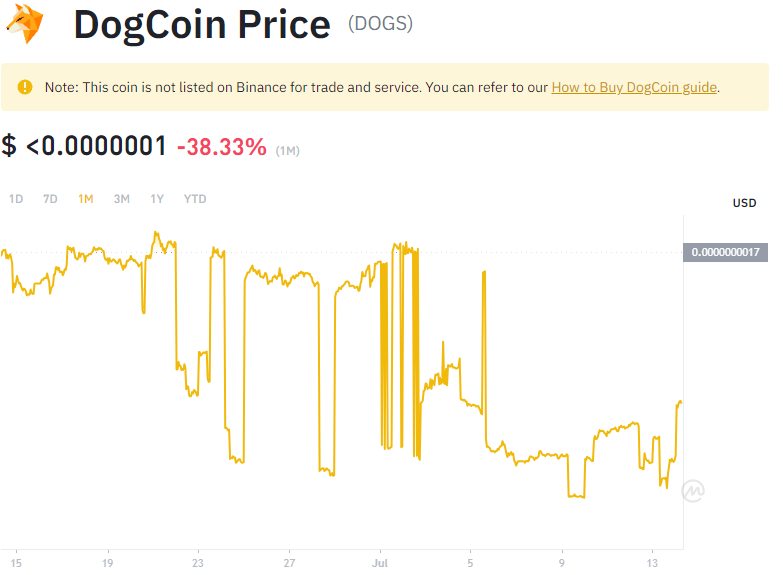 DogCoin Price (DOGS)
Note: This coin is not listed on Binance for trade and service. You can refer to our How to Buy DogCoin guide.
$ <0.0000001 -38.33% (1M)
1D 7D 1M 3M 1Y YTD
USD
0.0000000017
15 19 23 27 Jul 5 9 13